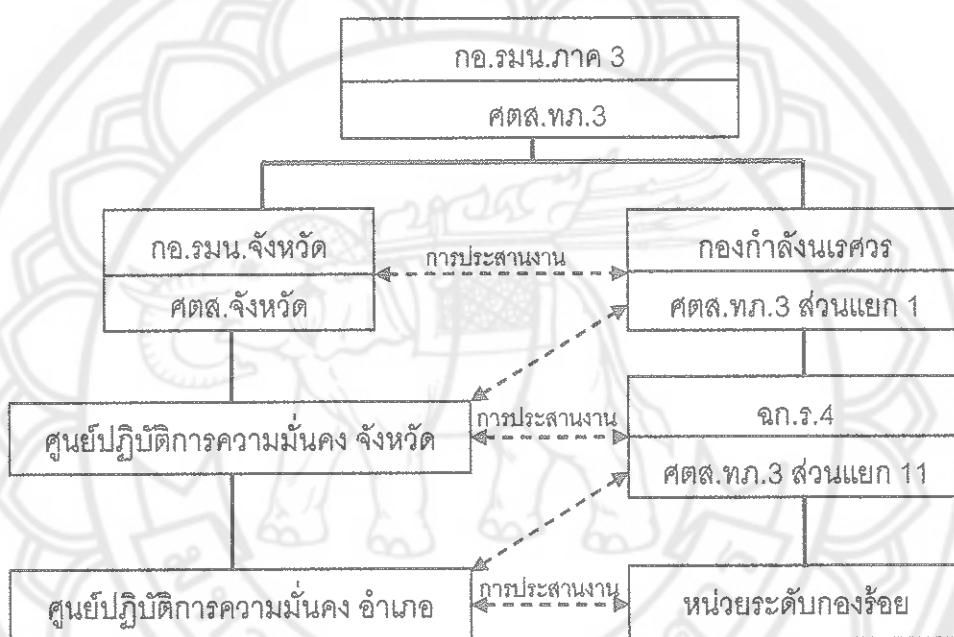 กอ.รมน.ภาค 3
ศตส.ทภ.3
กอ.รมน.จังหวัด
ศตส.จังหวัด
การประสานงาน
กองกำลังนเรศวร
ศตส.ทภ.3 ส่วนแยก 1
ศูนย์ปฏิบัติการความมั่นคง จังหวัด
การประสานงาน
ฉก.ร.4
ศตส.ทภ.3 ส่วนแยก 11
ศูนย์ปฏิบัติการความมั่นคง อำเภอ
การประสานงาน
หน่วยระดับกองร้อย